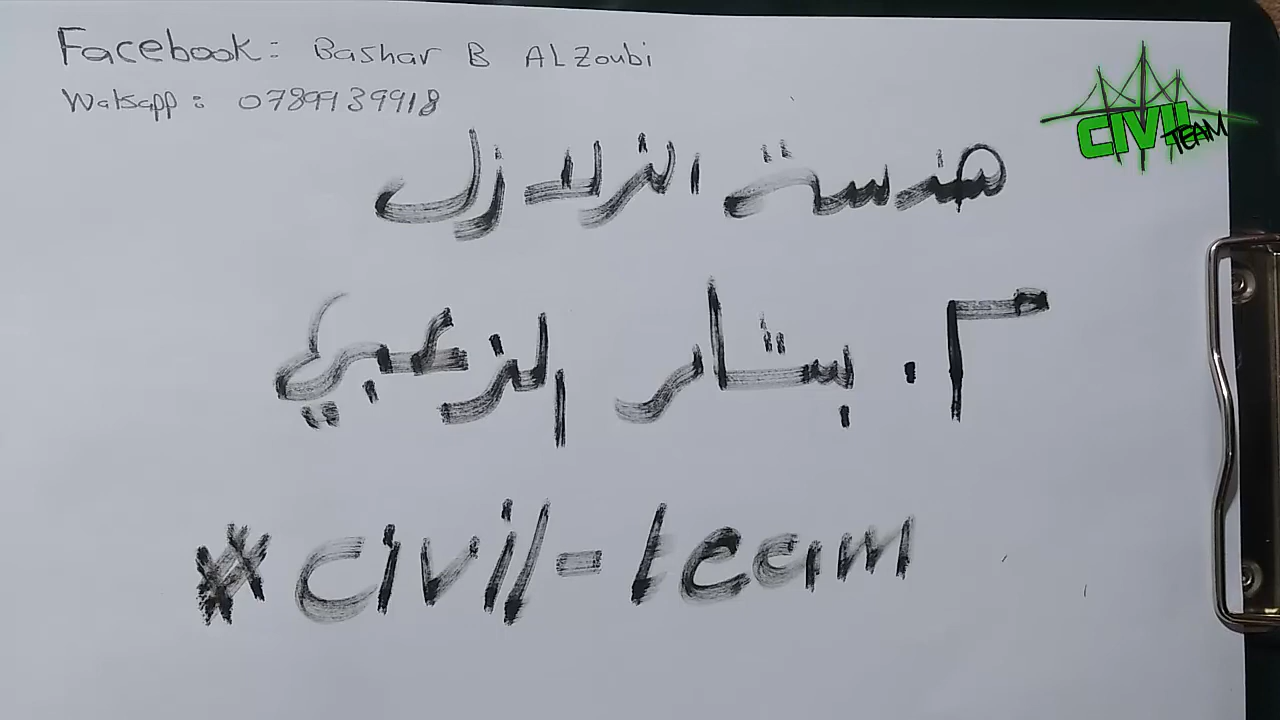 Facebook: Bashar B ALZoubi
Watsapp: 0789939918
CIVIL TEAM
هندسة الزلازل
م. بشار الزعبي
#civil-team